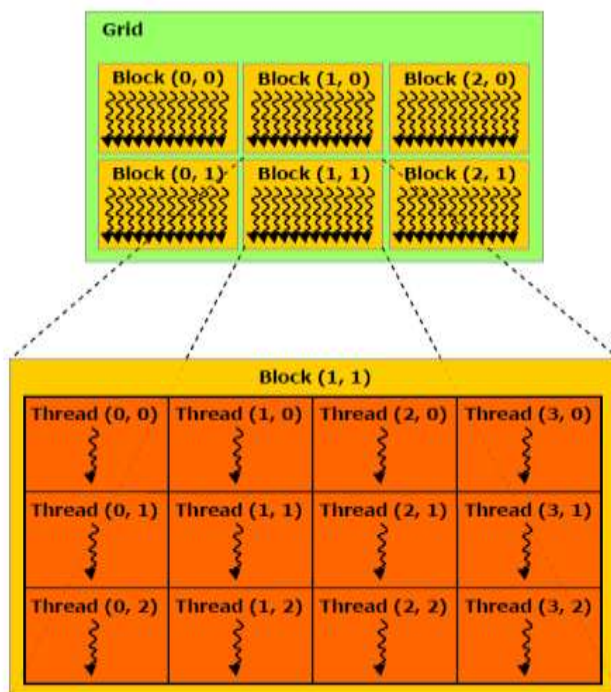 Grid
Block (0, 0) Block (1, 0) Block (2, 0)
Block (0, 1) Block (1, 1) Block (2, 1)
Block (1, 1)
Thread (0, 0) Thread (1, 0) Thread (2, 0) Thread (3, 0)
Thread (0, 1) Thread (1, 1) Thread (2, 1) Thread (3, 1)
Thread (0, 2) Thread (1, 2) Thread (2, 2) Thread (3, 2)